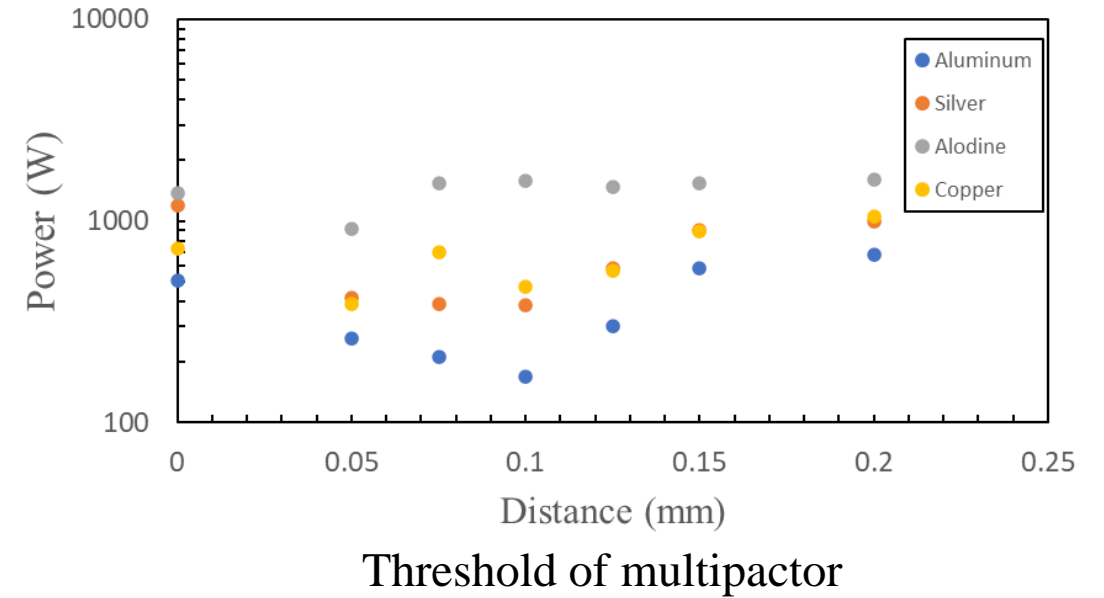 10000
1000
100
Power (W)
Aluminum
Silver
Alodine
Copper
0 0.05 0.1 0.15 0.2 0.25
Distance (mm)
Threshold of multipactor